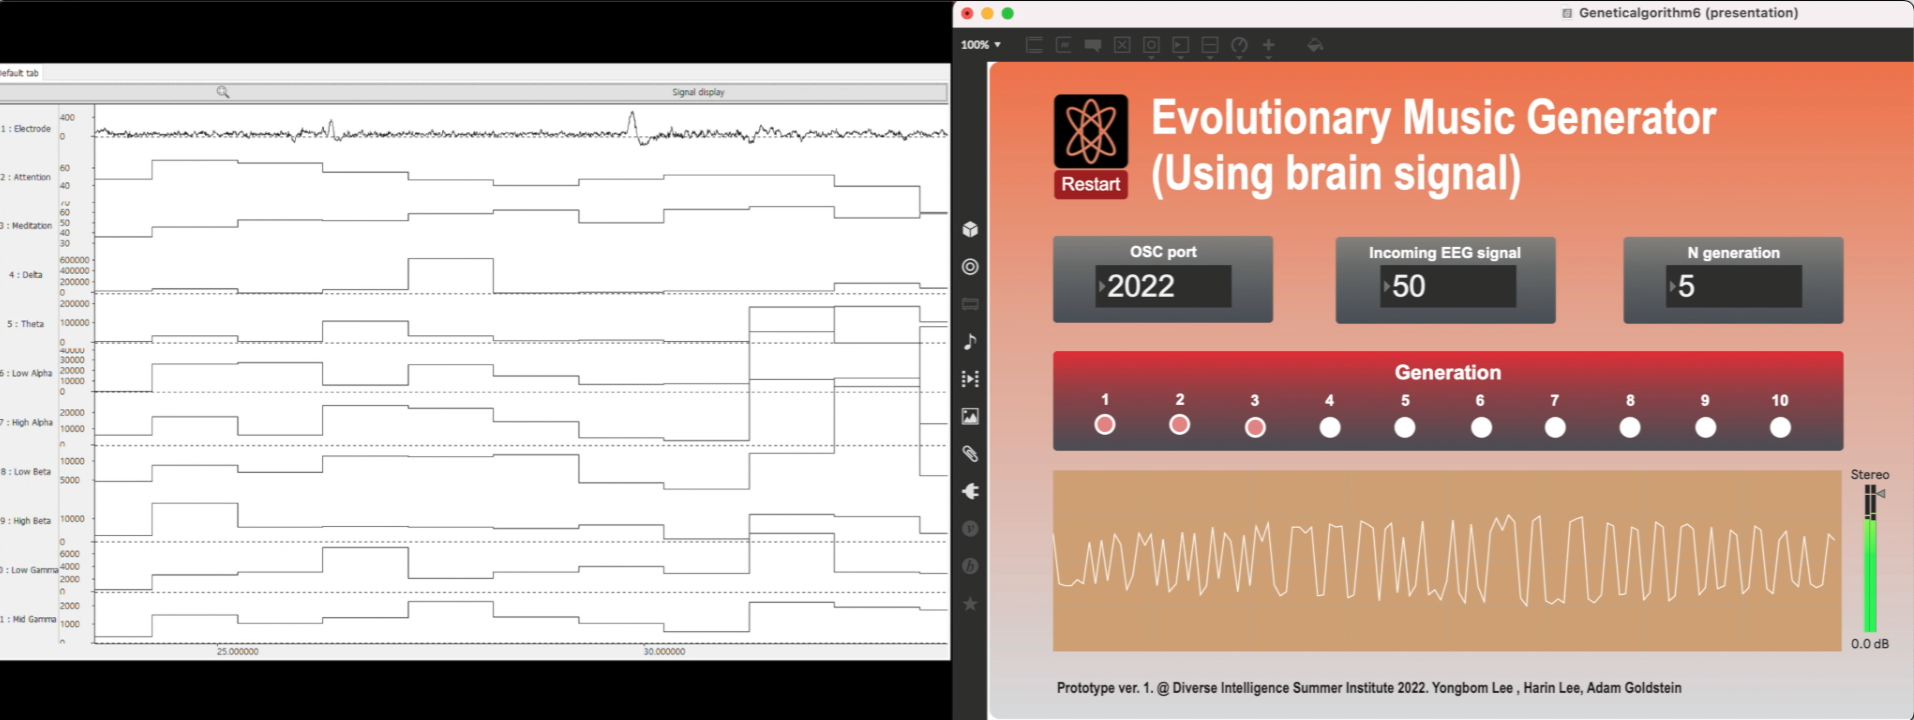 Default tab
Signal display
1 : Electrode
400
0
2 : Attention
60
40
3 : Meditation
70
60
50
40
30
4 : Delta
600000
400000
200000
0
5 : Theta
200000
100000
0
6 : Low Alpha
40000
30000
20000
10000
0
7 : High Alpha
20000
10000
0
8 : Low Beta
10000
5000
9 : High Beta
10000
0
0 : Low Gamma
6000
4000
2000
0
1 : Mid Gamma
2000
1000
0
25.000000
30.000000
Geneticalgorithm6 (presentation)
100%
Evolutionary Music Generator
(Using brain signal)
Restart
OSC port
2022
Incoming EEG signal
50
N generation
5
Generation
1 2 3 4 5 6 7 8 9 10
Stereo
0.0 dB
Prototype ver. 1. @ Diverse Intelligence Summer Institute 2022. Yongbom Lee , Harin Lee, Adam Goldstein